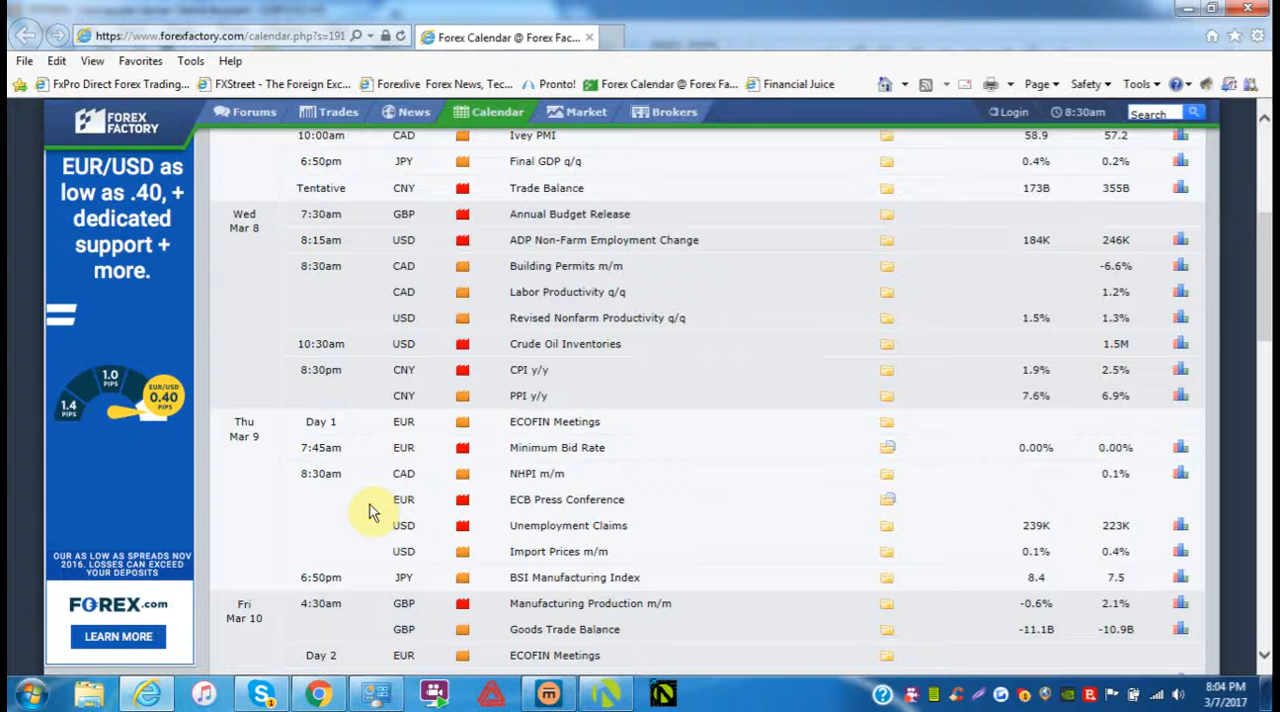 https://www.forexfactory.com/calendar.php?s=191
Forex Calendar @ Forex Fac...
File Edit View Favorites Tools Help
FxPro Direct Forex Trading... FXStreet - The Foreign Exc... Forexlive Forex News, Tec... Pronto! Forex Calendar @ Forex Fa... Financial Juice Page Safety Tools
FOREX FACTORY Forums Trades News Calendar Market Brokers Login 8:30am Search
10:00am CAD Ivey PMI 58.9 57.2
6:50pm JPY Final GDP q/q 0.4% 0.2%
Tentative CNY Trade Balance 173B 355B
Wed Mar 8 7:30am GBP Annual Budget Release
8:15am USD ADP Non-Farm Employment Change 184K 246K
8:30am CAD Building Permits m/m -6.6%
CAD Labor Productivity q/q 1.2%
USD Revised Nonfarm Productivity q/q 1.5% 1.3%
10:30am USD Crude Oil Inventories 1.5M
8:30pm CNY CPI y/y 1.9% 2.5%
CNY PPI y/y 7.6% 6.9%
Thu Mar 9 Day 1 EUR ECOFIN Meetings
7:45am EUR Minimum Bid Rate 0.00% 0.00%
8:30am CAD NHPI m/m 0.1%
EUR ECB Press Conference
USD Unemployment Claims 239K 223K
USD Import Prices m/m 0.1% 0.4%
6:50pm JPY BSI Manufacturing Index 8.4 7.5
Fri Mar 10 4:30am GBP Manufacturing Production m/m -0.6% 2.1%
GBP Goods Trade Balance -11.1B -10.9B
Day 2 EUR ECOFIN Meetings
EUR/USD as
low as .40, +
dedicated
support +
more.
1.0 PIPS
1.4 PIPS
EUR/USD 0.40 PIPS
OUR AS LOW AS SPREADS NOV
2016. LOSSES CAN EXCEED
YOUR DEPOSITS
FOREX.com
LEARN MORE
8:04 PM
3/7/2017